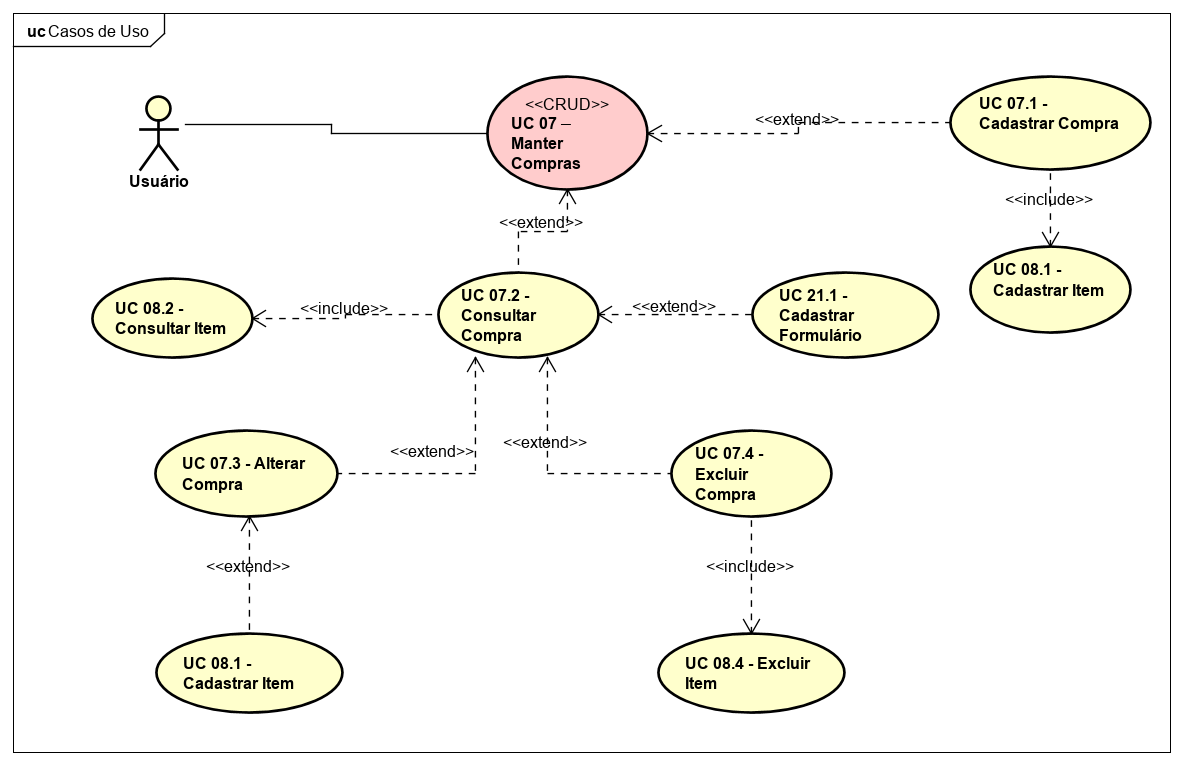 uc Casos de Uso
<<CRUD>>
UC 07 –
Manter
Compras
<<extend>>
UC 07.1 -
Cadastrar Compra
Usuário
<<include>>
<<extend>>
UC 08.1 -
Cadastrar Item
UC 08.2 -
Consultar Item
<<include>>
UC 07.2 -
Consultar
Compra
<<extend>>
UC 21.1 -
Cadastrar
Formulário
<<extend>>
<<extend>>
UC 07.3 - Alterar
Compra
UC 07.4 -
Excluir
Compra
<<extend>>
<<include>>
UC 08.1 -
Cadastrar Item
UC 08.4 - Excluir
Item